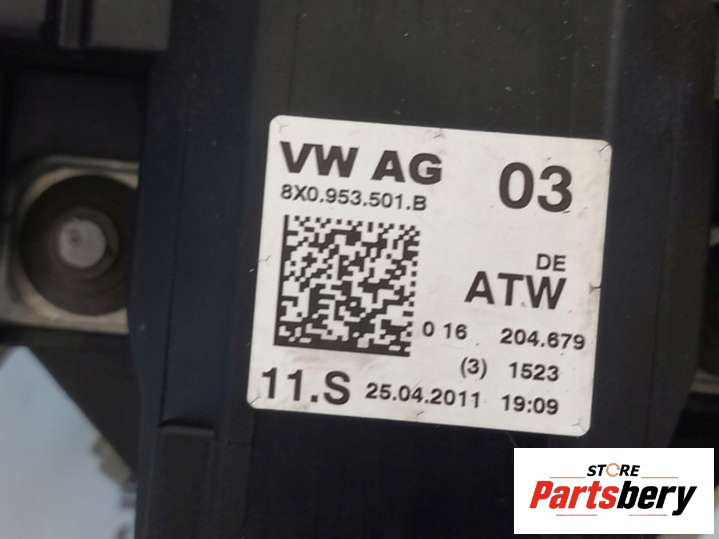 VW AG 03
8X0.953.501.B
DE
ATW
0 16 204.679
(3) 1523
11.S 25.04.2011 19:09
STORE
Partsbery